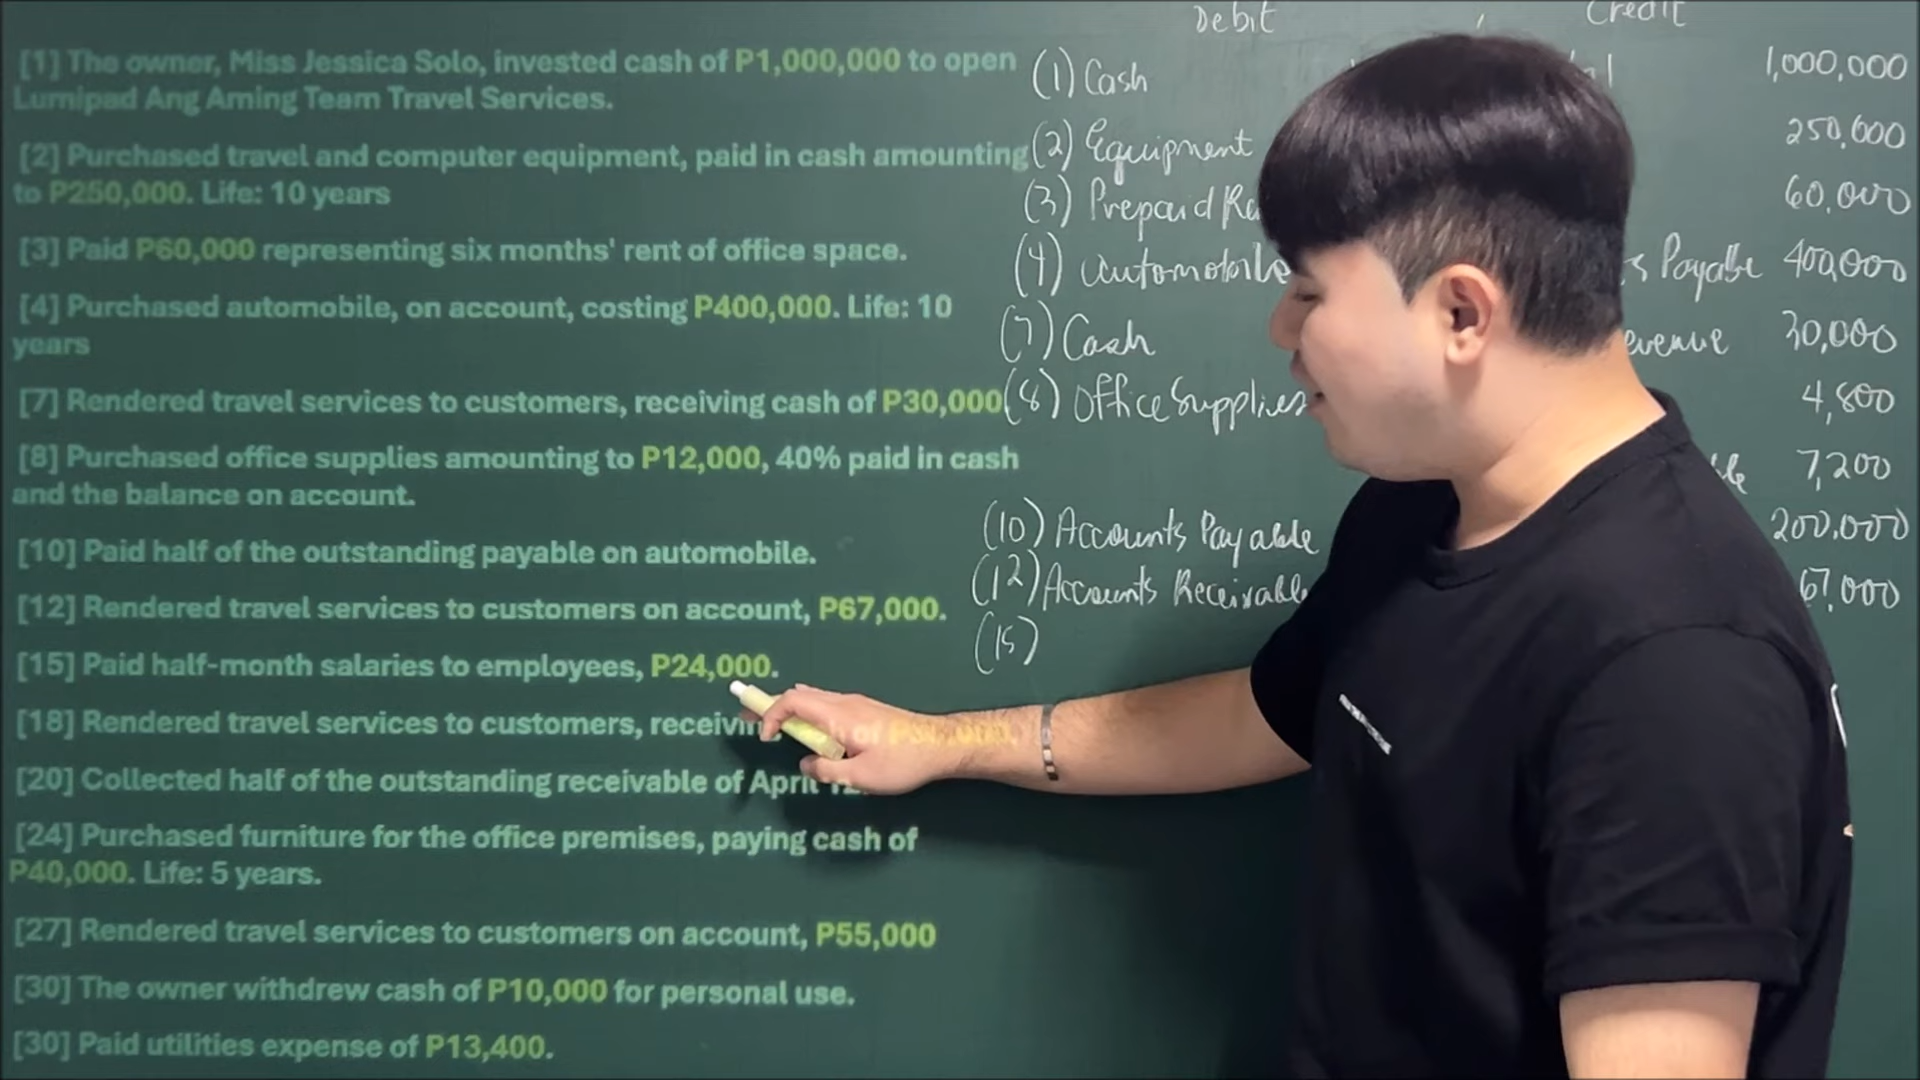 Debit
Credit
[1] The owner, Miss Jessica Solo, invested cash of P1,000,000 to open
Lumipad Ang Aming Team Travel Services.
[2] Purchased travel and computer equipment, paid in cash amounting
to P250,000. Life: 10 years
[3] Paid P60,000 representing six months' rent of office space.
[4] Purchased automobile, on account, costing P400,000. Life: 10
years
[7] Rendered travel services to customers, receiving cash of P30,000
[8] Purchased office supplies amounting to P12,000, 40% paid in cash
and the balance on account.
[10] Paid half of the outstanding payable on automobile.
[12] Rendered travel services to customers on account, P67,000.
[15] Paid half-month salaries to employees, P24,000.
[18] Rendered travel services to customers, receivin of
[20] Collected half of the outstanding receivable of April 12.
[24] Purchased furniture for the office premises, paying cash of
P40,000. Life: 5 years.
[27] Rendered travel services to customers on account, P55,000
[30] The owner withdrew cash of P10,000 for personal use.
[30] Paid utilities expense of P13,400.
(1) Cash 1,000,000
(2) Equipment 250,000
(3) Prepaid Re 60,000
(4) automobile s Payable 400,000
(7) Cash evenue 30,000
(8) Office Supplies 4,800
7,200
(10) Accounts Payable 200,000
(12) Accounts Receivable 67,000
(15)